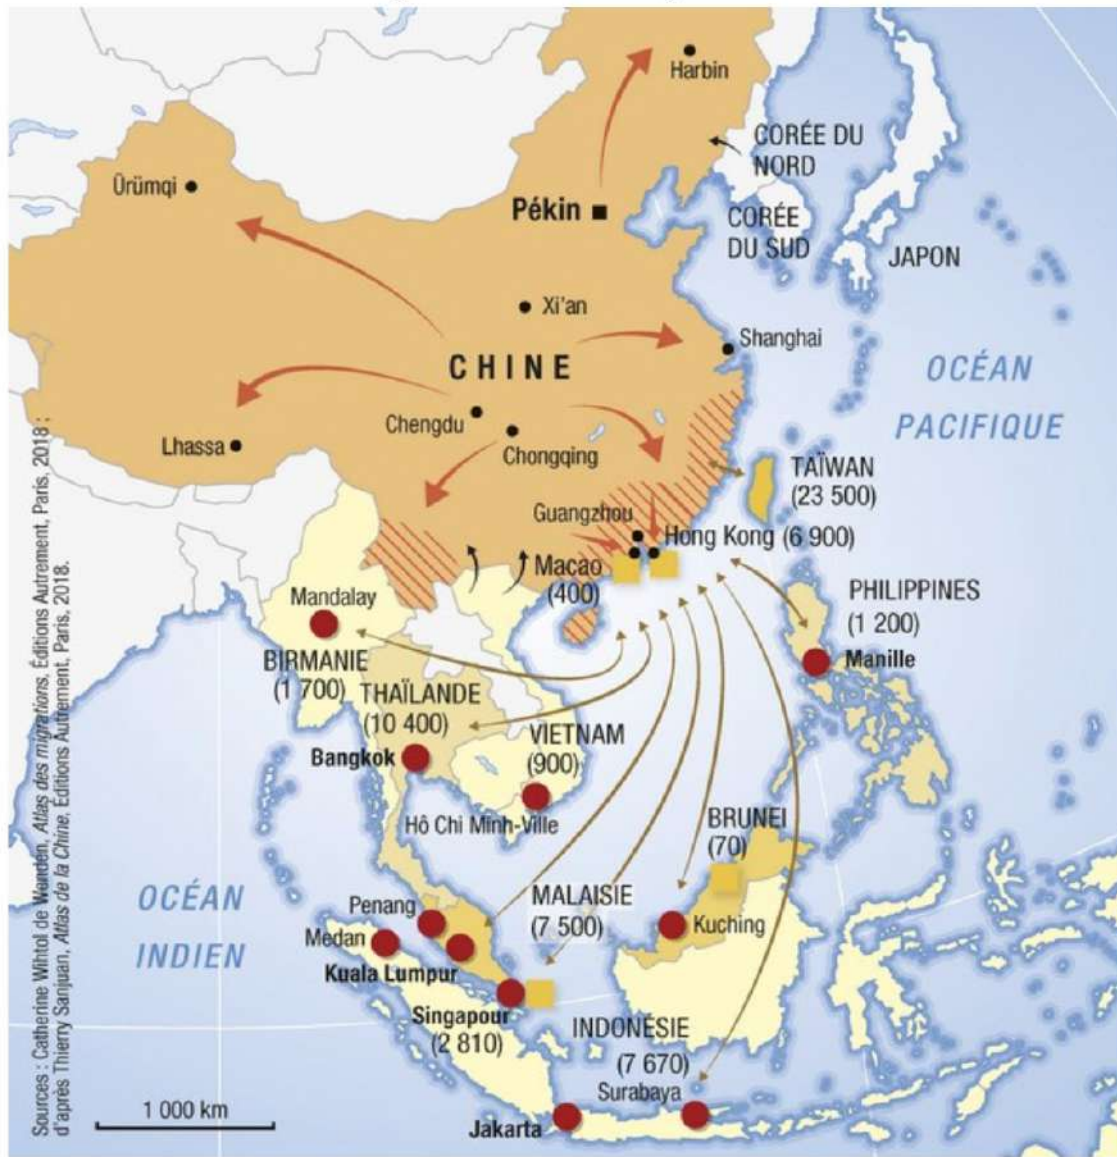 Harbin
CORÉE DU
NORD
Ürümqi
Pékin
CORÉE
DU SUD
JAPON
Xi'an
Shanghai
CHINE
OCÉAN
PACIFIQUE
Chengdu
Lhassa
Chongqing
TAÏWAN
(23 500)
Guangzhou
Hong Kong (6 900)
Macao
(400)
PHILIPPINES
(1 200)
Manille
Mandalay
BIRMANIE
(1 700)
THAÏLANDE
(10 400)
Bangkok
VIETNAM
(900)
Hô Chi Minh-Ville
BRUNEI
(70)
OCÉAN
INDIEN
MALAISIE
(7 500)
Penang
Medan
Kuala Lumpur
Kuching
Singapour
(2 810)
INDONÉSIE
(7 670)
Surabaya
Jakarta
1 000 km
Sources : Catherine Wihtol de Wenden, Atlas des migrations, Éditions Autrement, Paris, 2018 ;
d'après Thierry Sanjuan, Atlas de la Chine, Éditions Autrement, Paris, 2018.